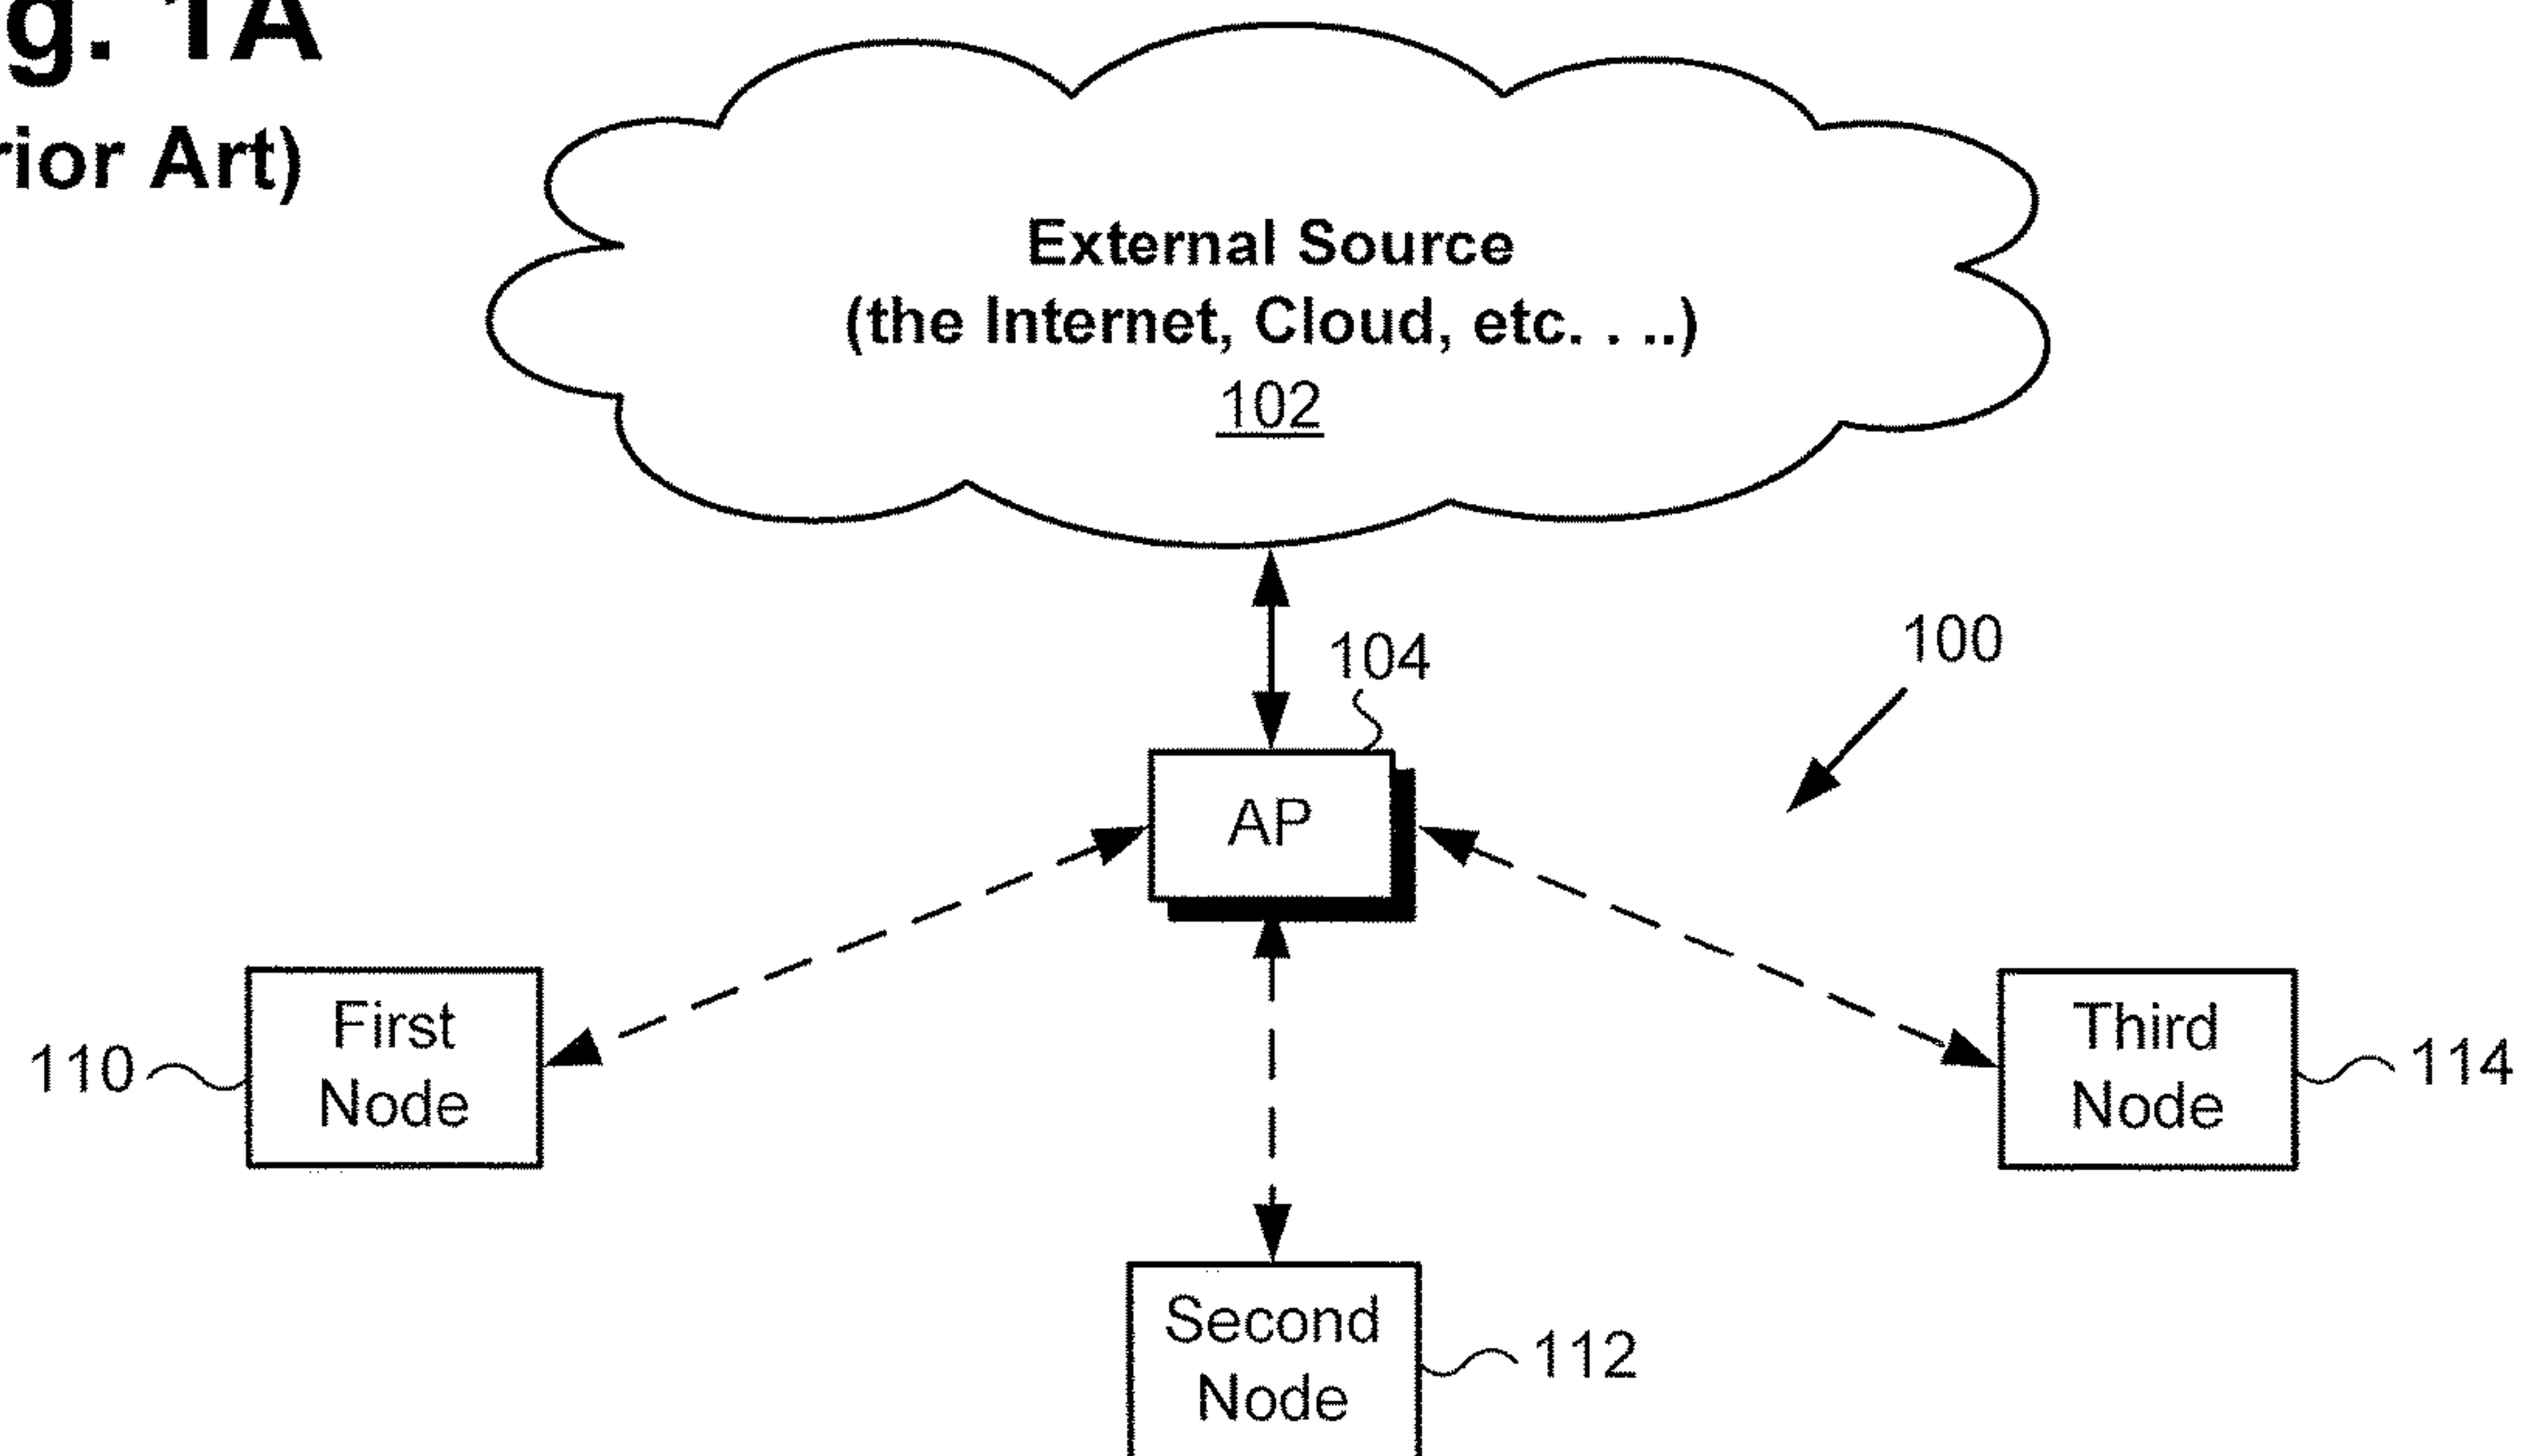 g. 1A
rior Art)
External Source
(the Internet, Cloud, etc. . ..)
102
104
100
AP
First
Node
110
Third
Node
114
Second
Node
112